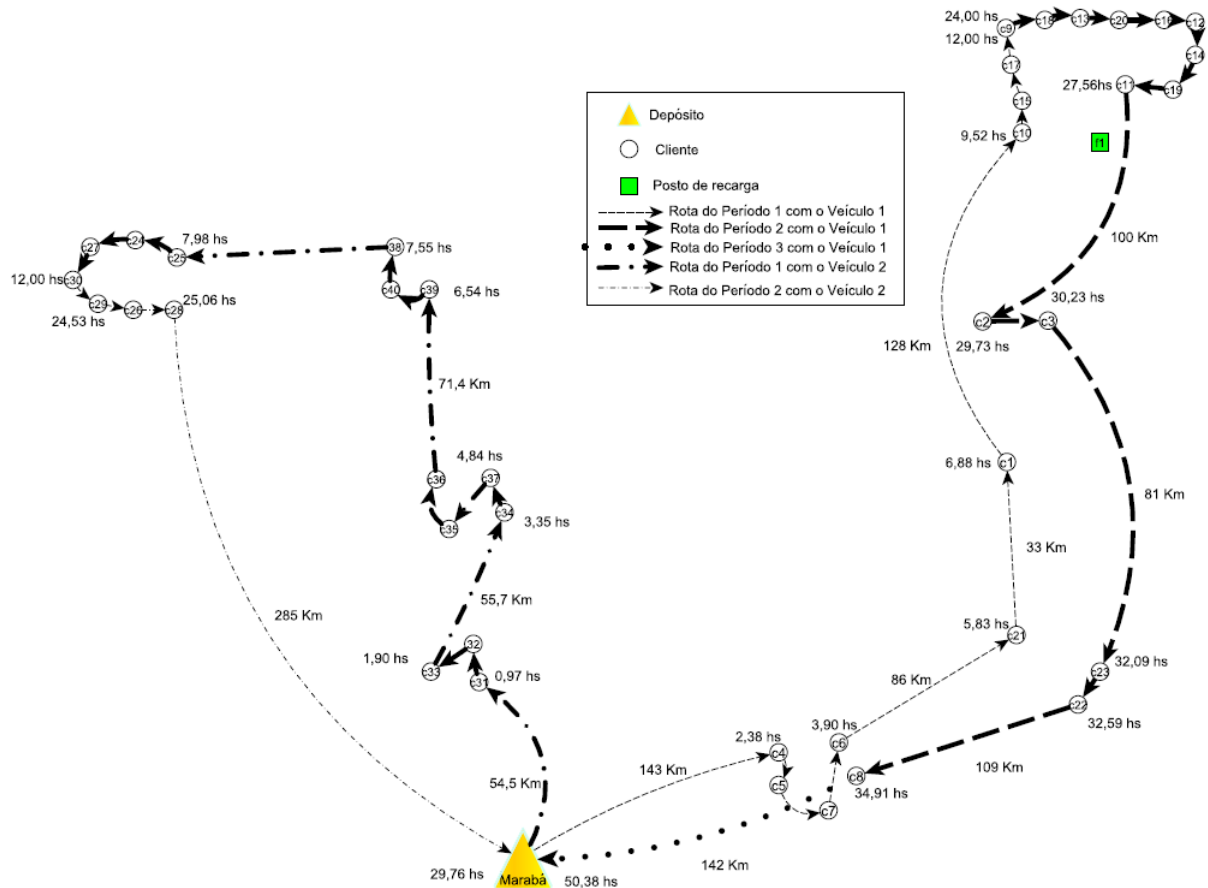 24,00 hs
12,00 hs
c9
c18
c13
c20
c16
c12
c14
c19
c11
27,56hs
c17
c15
c10
9,52 hs
f1
Depósito
Cliente
Posto de recarga
Rota do Período 1 com o Veículo 1
Rota do Período 2 com o Veículo 1
Rota do Período 3 com o Veículo 1
Rota do Período 1 com o Veículo 2
Rota do Período 2 com o Veículo 2
100 Km
c27
c24
7,98 hs
c25
38
7,55 hs
12,00 hs
c30
c29
24,53 hs
c26
c28
25,06 hs
c40
c39
6,54 hs
30,23 hs
c2
c3
29,73 hs
128 Km
71,4 Km
4,84 hs
c36
c37
c34
c35
3,35 hs
6,88 hs
c1
81 Km
33 Km
55,7 Km
285 Km
5,83 hs
c21
1,90 hs
32
c33
c31
0,97 hs
86 Km
c23
32,09 hs
c22
32,59 hs
2,38 hs
c4
c5
3,90 hs
c6
c7
c8
34,91 hs
109 Km
143 Km
54,5 Km
142 Km
29,76 hs
Marabá
50,38 hs